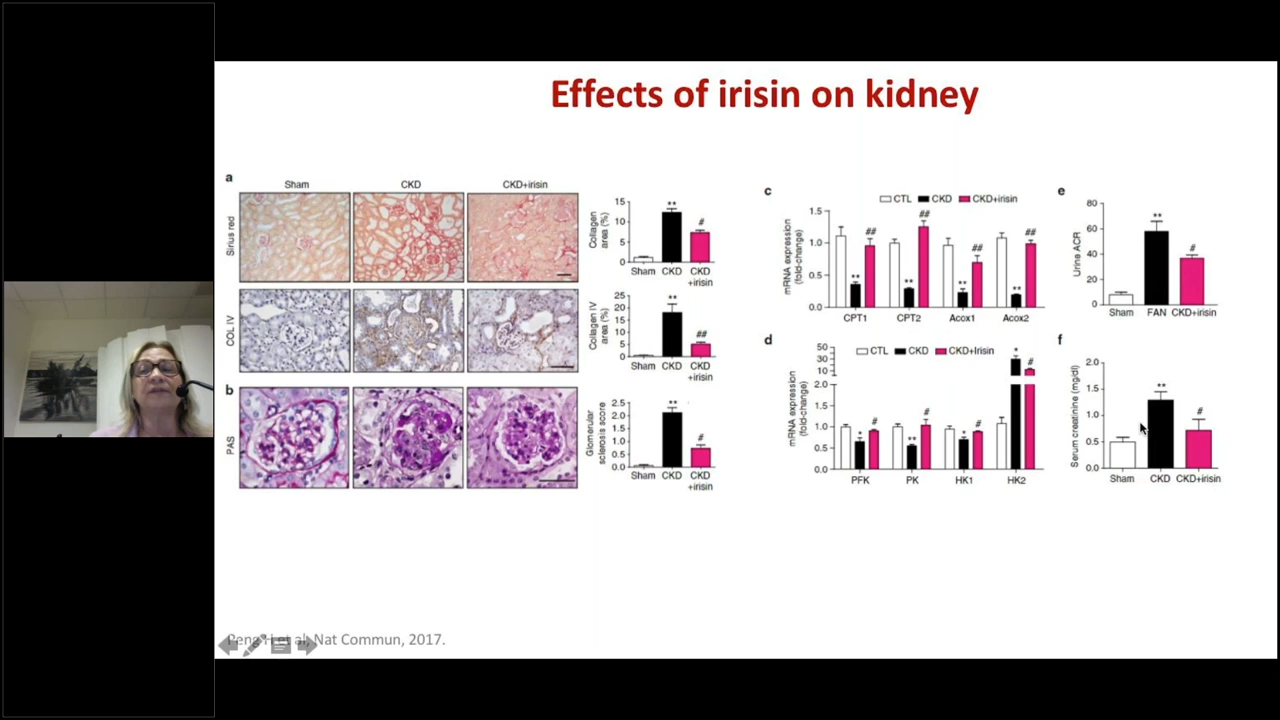 Effects of irisin on kidney
a
Sham
CKD
CKD+irisin
Sirius red
Collagen area (%)
15
10
5
0
**
#
Sham
CKD
CKD +irisin
COL IV
Collagen IV area (%)
25
20
15
10
5
0
**
##
Sham
CKD
CKD +irisin
b
PAS
Glomerular sclerosis score
2.5
2.0
1.5
1.0
0.5
0.0
**
#
Sham
CKD
CKD +irisin
c
CTL
CKD
CKD+irisin
mRNA expression (fold-change)
1.5
1.0
0.5
0.0
**
##
**
##
**
##
**
##
CPT1
CPT2
Acox1
Acox2
d
CTL
CKD
CKD+Irisin
mRNA expression (fold-change)
50
30
10
2.0
1.5
1.0
0.5
0.0
*
#
**
#
*
#
*
#
PFK
PK
HK1
HK2
e
Urine ACR
80
60
40
20
0
**
#
Sham
FAN
CKD+irisin
f
Serum creatinine (mg/dl)
2.0
1.5
1.0
0.5
0.0
**
#
Sham
CKD
CKD+irisin
Peng H et al, Nat Commun, 2017.